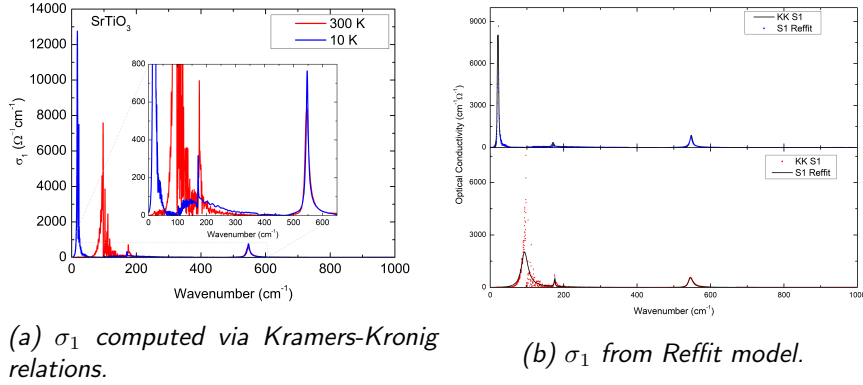 14000
12000
10000
8000
6000
4000
2000
0
σ₁ (Ω⁻¹cm⁻¹)
SrTiO₃
300 K
10 K
800
600
400
200
0
0 100 200 300 400 500 600
Wavenumber (cm⁻¹)
0 200 400 600 800 1000
Wavenumber (cm⁻¹)
(a) σ₁ computed via Kramers-Kronig
relations.
9000
6000
3000
0
KK S1
S1 Reffit
Optical Conductivity (cm⁻¹Ω⁻¹)
6000
3000
0
KK S1
S1 Reffit
0 200 400 600 800 1000
Wavenumber (cm⁻¹)
(b) σ₁ from Reffit model.